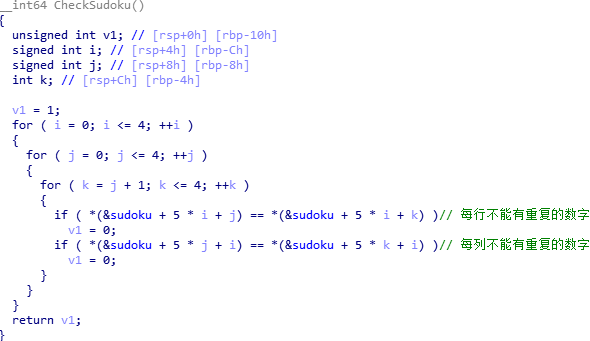 __int64 CheckSudoku()
{
  unsigned int v1; // [rsp+0h] [rbp-10h]
  signed int i; // [rsp+4h] [rbp-Ch]
  signed int j; // [rsp+8h] [rbp-8h]
  int k; // [rsp+Ch] [rbp-4h]

  v1 = 1;
  for ( i = 0; i <= 4; ++i )
  {
    for ( j = 0; j <= 4; ++j )
    {
      for ( k = j + 1; k <= 4; ++k )
      {
        if ( *(&sudoku + 5 * i + j) == *(&sudoku + 5 * i + k) )// 每行不能有重复的数字
          v1 = 0;
        if ( *(&sudoku + 5 * j + i) == *(&sudoku + 5 * k + i) )// 每列不能有重复的数字
          v1 = 0;
      }
    }
  }
  return v1;
}